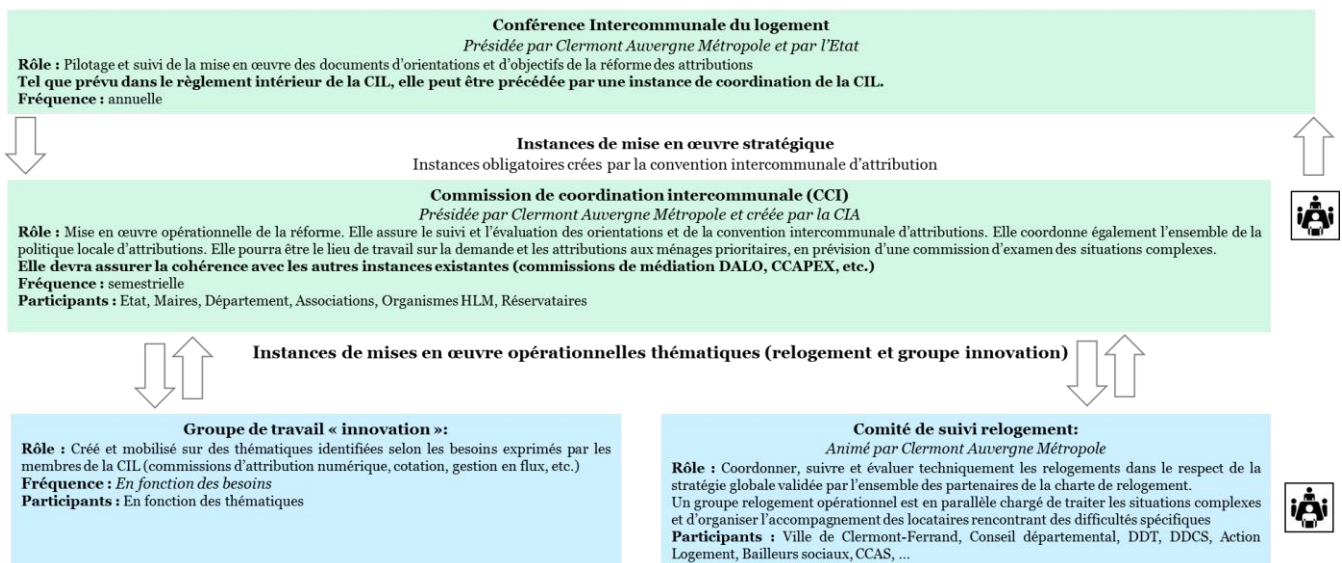 Conférence Intercommunale du logement
Présidée par Clermont Auvergne Métropole et par l'Etat
Rôle : Pilotage et suivi de la mise en œuvre des documents d'orientations et d'objectifs de la réforme des attributions
Tel que prévu dans le règlement intérieur de la CIL, elle peut être précédée par une instance de coordination de la CIL.
Fréquence : annuelle
Instances de mise en œuvre stratégique
Instances obligatoires crées par la convention intercommunale d'attribution
Commission de coordination intercommunale (CCI)
Présidée par Clermont Auvergne Métropole et créée par la CIA
Rôle : Mise en œuvre opérationnelle de la réforme. Elle assure le suivi et l'évaluation des orientations et de la convention intercommunale d'attributions. Elle coordonne également l'ensemble de la
politique locale d'attributions. Elle pourra être le lieu de travail sur la demande et les attributions aux ménages prioritaires, en prévision d'une commission d'examen des situations complexes.
Elle devra assurer la cohérence avec les autres instances existantes (commissions de médiation DALO, CCAPEX, etc.)
Fréquence : semestrielle
Participants : Etat, Maires, Département, Associations, Organismes HLM, Réservataires
Instances de mises en œuvre opérationnelles thématiques (relogement et groupe innovation)
Groupe de travail « innovation »:
Rôle : Créé et mobilisé sur des thématiques identifiées selon les besoins exprimés par les
membres de la CIL (commissions d'attribution numérique, cotation, gestion en flux, etc.)
Fréquence : En fonction des besoins
Participants : En fonction des thématiques
Comité de suivi relogement:
Animé par Clermont Auvergne Métropole
Rôle : Coordonner, suivre et évaluer techniquement les relogements dans le respect de la
stratégie globale validée par l'ensemble des partenaires de la charte de relogement.
Un groupe relogement opérationnel est en parallèle chargé de traiter les situations complexes
et d'organiser l'accompagnement des locataires rencontrant des difficultés spécifiques
Participants : Ville de Clermont-Ferrand, Conseil départemental, DDT, DDCS, Action
Logement, Bailleurs sociaux, CCAS, ...